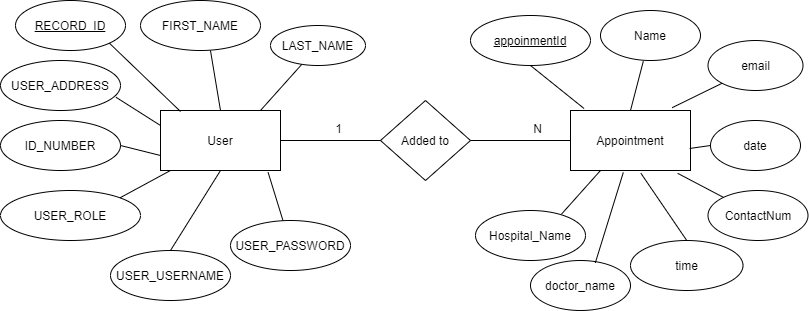 RECORD_ID
FIRST_NAME
LAST_NAME
USER_ADDRESS
ID_NUMBER
USER_ROLE
USER_USERNAME
USER_PASSWORD
User
1
Added to
N
Appointment
appoinmentId
Name
email
date
ContactNum
time
doctor_name
Hospital_Name